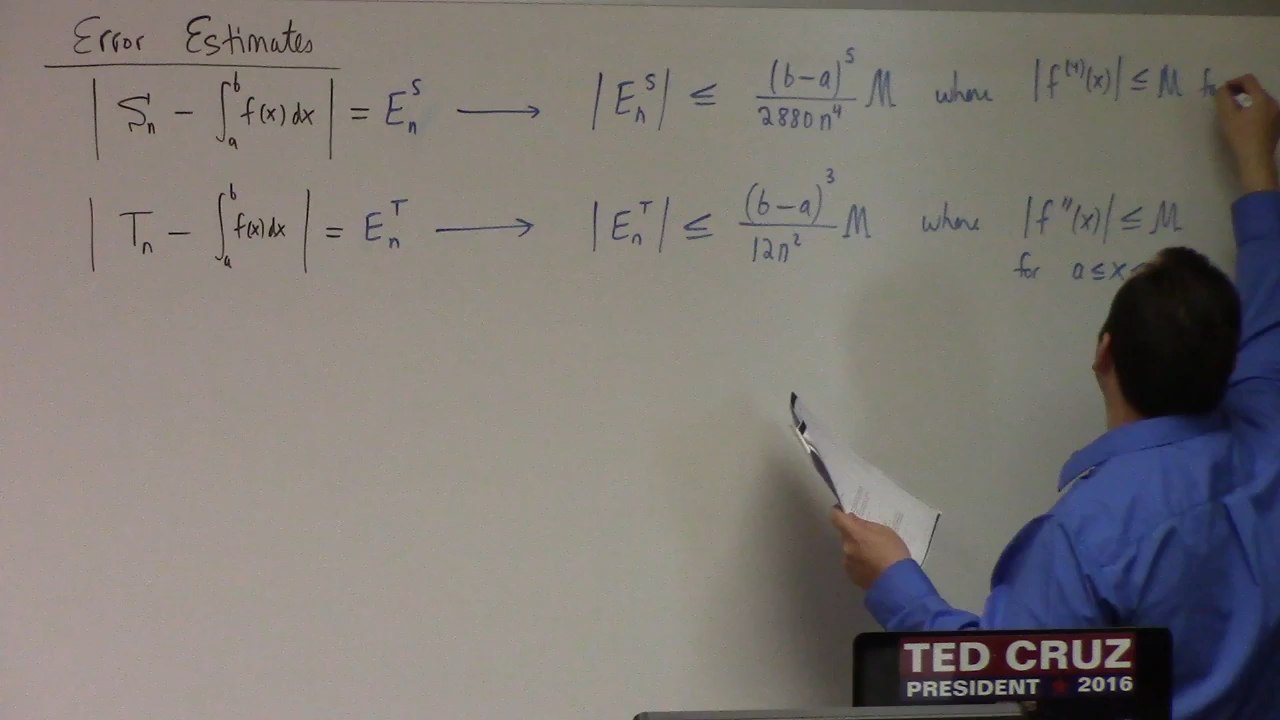 Error Estimates
| S_n − ∫_a^b f(x) dx | = E_n^S ⟶ |E_n^S| ≤ (b−a)^5 / 2880n^4 M where |f^(4)(x)| ≤ M
| T_n − ∫_a^b f(x) dx | = E_n^T ⟶ |E_n^T| ≤ (b−a)^3 / 12n^2 M where |f''(x)| ≤ M
for a ≤ x ≤
TED CRUZ
PRESIDENT ★ 2016